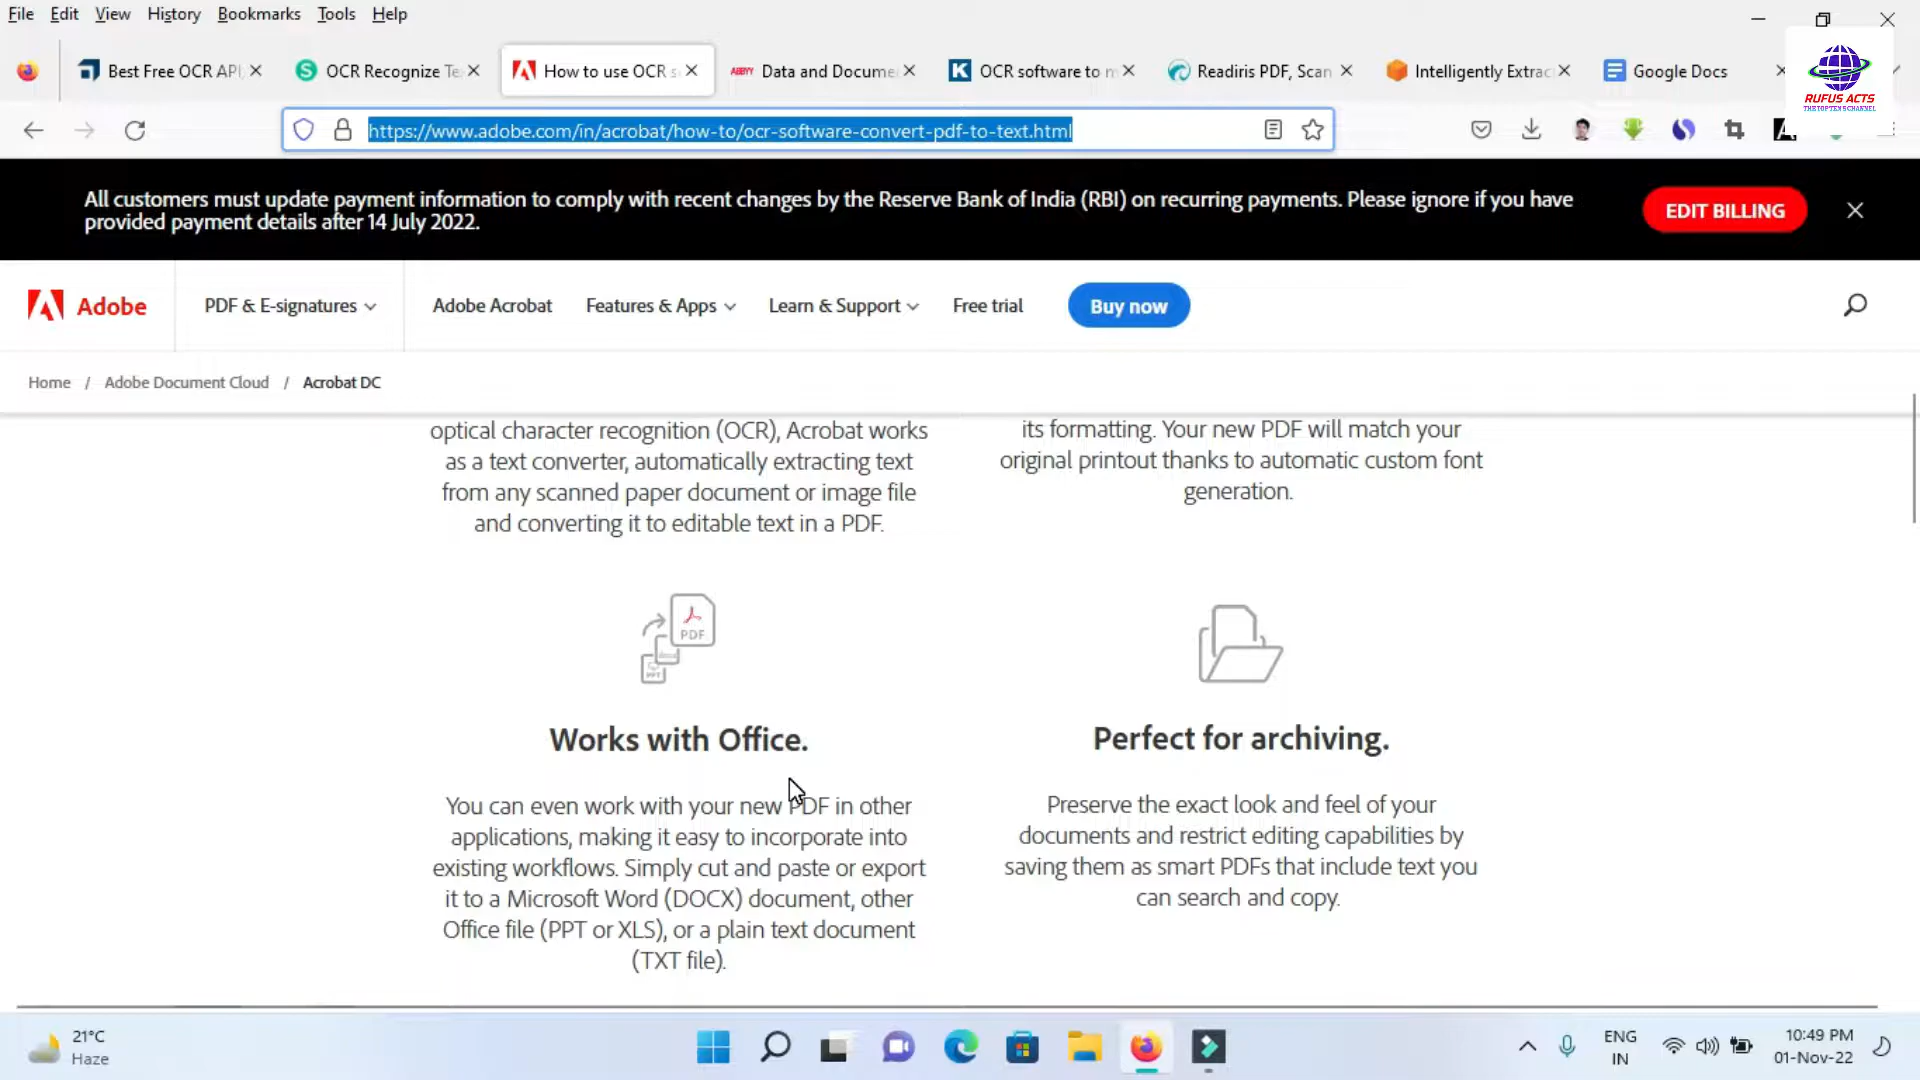 File Edit View History Bookmarks Tools Help
Best Free OCR API,
OCR Recognize Te
How to use OCR s
ABBYY Data and Docume
K OCR software to m
Readiris PDF, Scan
Intelligently Extrac
Google Docs
RUFUS ACTS
THE TOP TENS CHANNEL
https://www.adobe.com/in/acrobat/how-to/ocr-software-convert-pdf-to-text.html
All customers must update payment information to comply with recent changes by the Reserve Bank of India (RBI) on recurring payments. Please ignore if you have
provided payment details after 14 July 2022.
EDIT BILLING
Adobe PDF & E-signatures Adobe Acrobat Features & Apps Learn & Support Free trial Buy now
Home / Adobe Document Cloud / Acrobat DC
optical character recognition (OCR), Acrobat works
as a text converter, automatically extracting text
from any scanned paper document or image file
and converting it to editable text in a PDF.
its formatting. Your new PDF will match your
original printout thanks to automatic custom font
generation.
PDF
PPT
Works with Office.
You can even work with your new PDF in other
applications, making it easy to incorporate into
existing workflows. Simply cut and paste or export
it to a Microsoft Word (DOCX) document, other
Office file (PPT or XLS), or a plain text document
(TXT file).
Perfect for archiving.
Preserve the exact look and feel of your
documents and restrict editing capabilities by
saving them as smart PDFs that include text you
can search and copy.
21°C
Haze
ENG
IN
10:49 PM
01-Nov-22